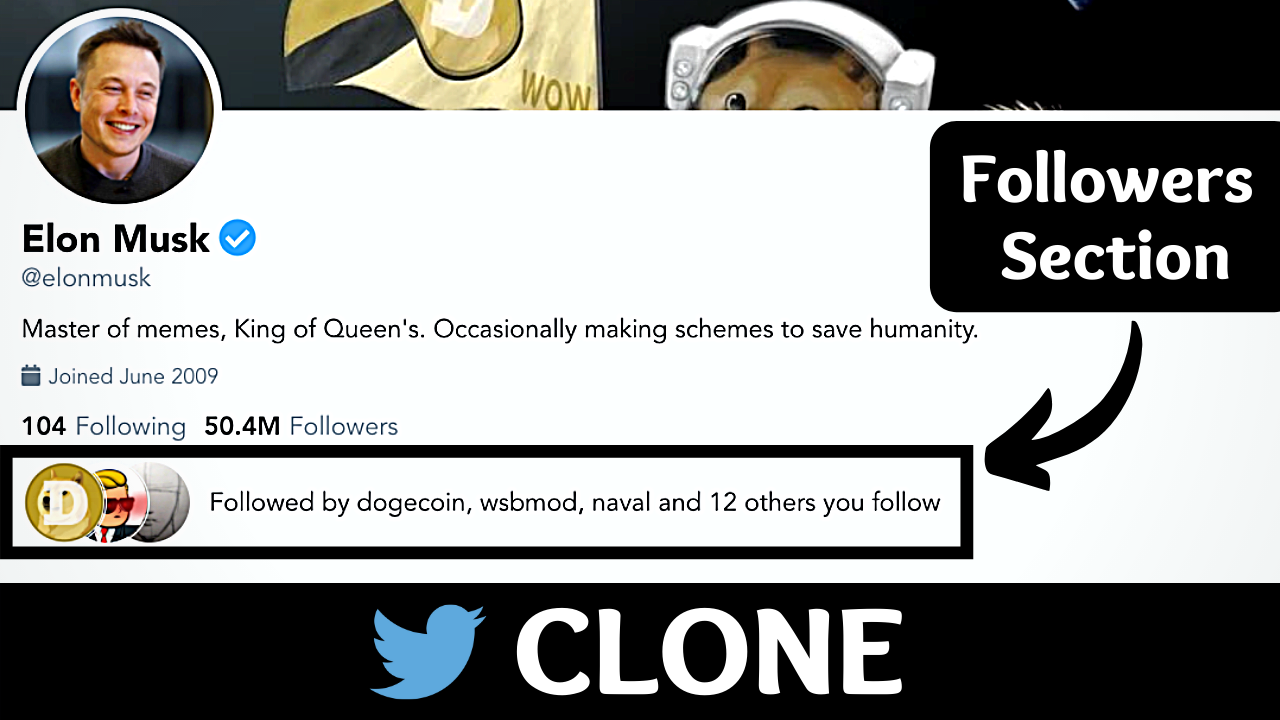 WOW
Followers
Section
Elon Musk
@elonmusk
Master of memes, King of Queen's. Occasionally making schemes to save humanity.
Joined June 2009
104 Following 50.4M Followers
D
Followed by dogecoin, wsbmod, naval and 12 others you follow
CLONE